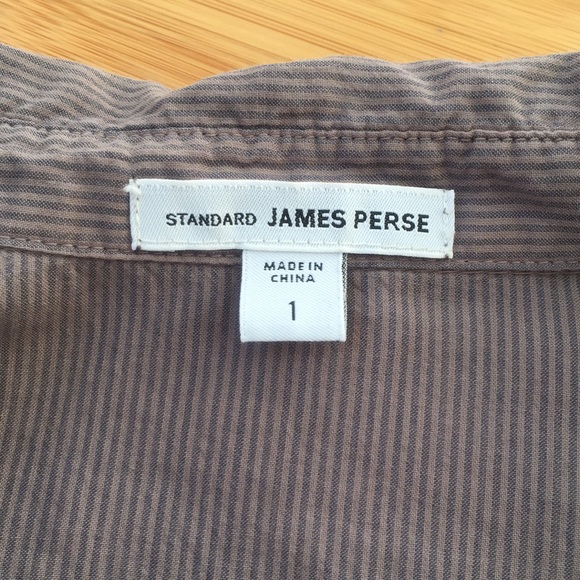 STANDARD JAMES PERSE
MADE IN
CHINA
1